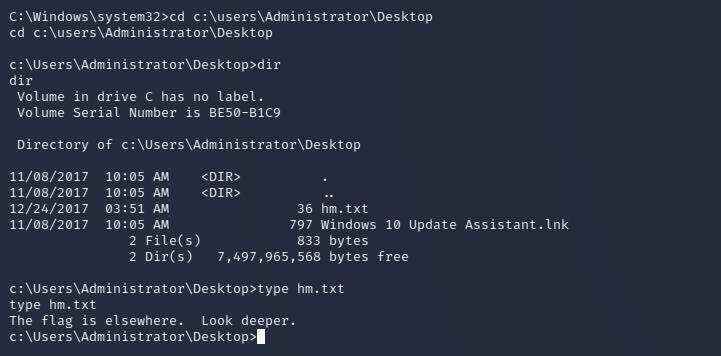 C:\Windows\system32>cd c:\users\Administrator\Desktop
cd c:\users\Administrator\Desktop
c:\Users\Administrator\Desktop>dir
dir
 Volume in drive C has no label.
 Volume Serial Number is BE50-B1C9
 Directory of c:\Users\Administrator\Desktop
11/08/2017  10:05 AM    <DIR>          .
11/08/2017  10:05 AM    <DIR>          ..
12/24/2017  03:51 AM                36 hm.txt
11/08/2017  10:05 AM               797 Windows 10 Update Assistant.lnk
               2 File(s)            833 bytes
               2 Dir(s)   7,497,965,568 bytes free
c:\Users\Administrator\Desktop>type hm.txt
type hm.txt
The flag is elsewhere.  Look deeper.
c:\Users\Administrator\Desktop>